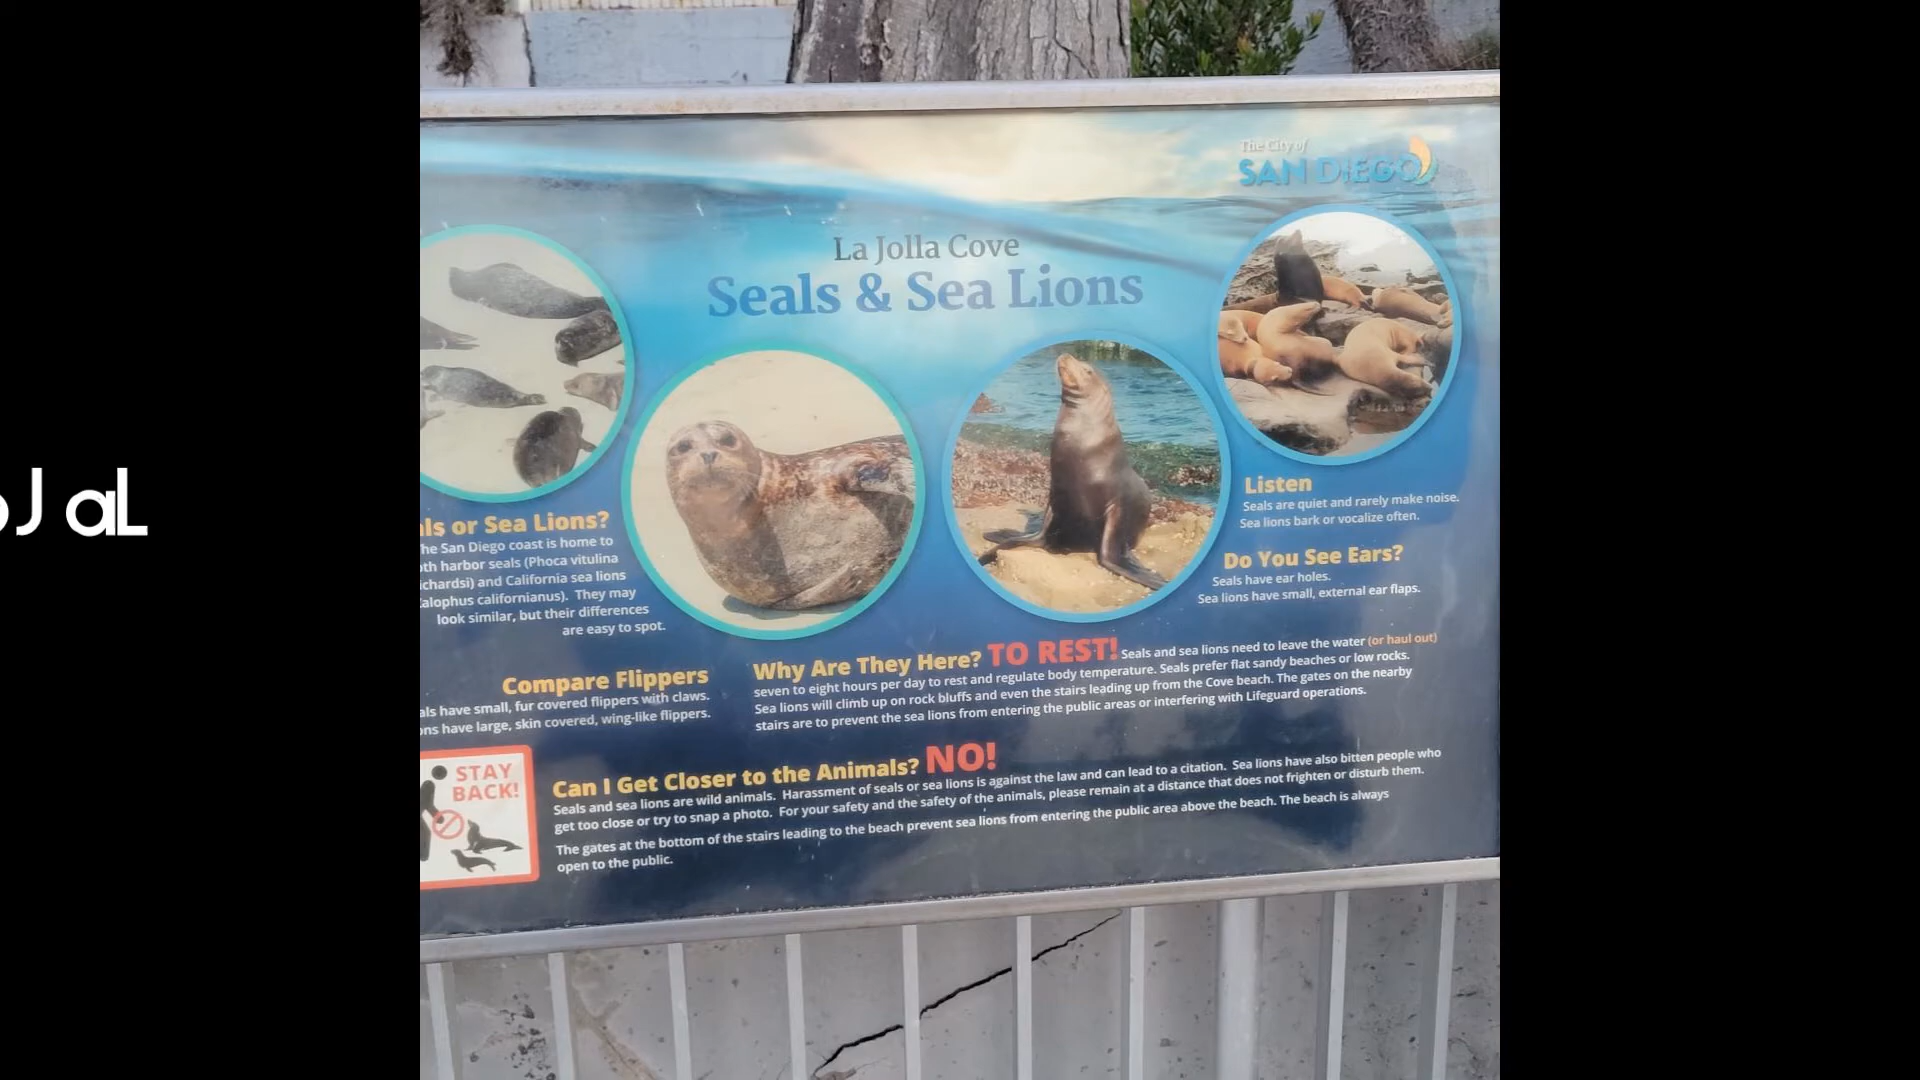 The City of
SAN DIEGO
La Jolla Cove
Seals & Sea Lions
or Sea Lions?
The San Diego coast is home to
harbor seals (Phoca vitulina
and California sea lions
californianus). They may
look similar, but their differences
are easy to spot.
Compare Flippers
have small, fur covered flippers with claws.
have large, skin covered, wing-like flippers.
Listen
Seals are quiet and rarely make noise.
Sea lions bark or vocalize often.
Do You See Ears?
Seals have ear holes.
Sea lions have small, external ear flaps.
Why Are They Here? TO REST! Seals and sea lions need to leave the water (or haul out)
seven to eight hours per day to rest and regulate body temperature. Seals prefer flat sandy beaches or low rocks.
Sea lions will climb up on rock bluffs and even the stairs leading up from the Cove beach. The gates on the nearby
stairs are to prevent the sea lions from entering the public areas or interfering with Lifeguard operations.
STAY
BACK!
Can I Get Closer to the Animals? NO!
Seals and sea lions are wild animals. Harassment of seals or sea lions is against the law and can lead to a citation. Sea lions have also bitten people who
get too close or try to snap a photo. For your safety and the safety of the animals, please remain at a distance that does not frighten or disturb them.
The gates at the bottom of the stairs leading to the beach prevent sea lions from entering the public area above the beach. The beach is always
open to the public.